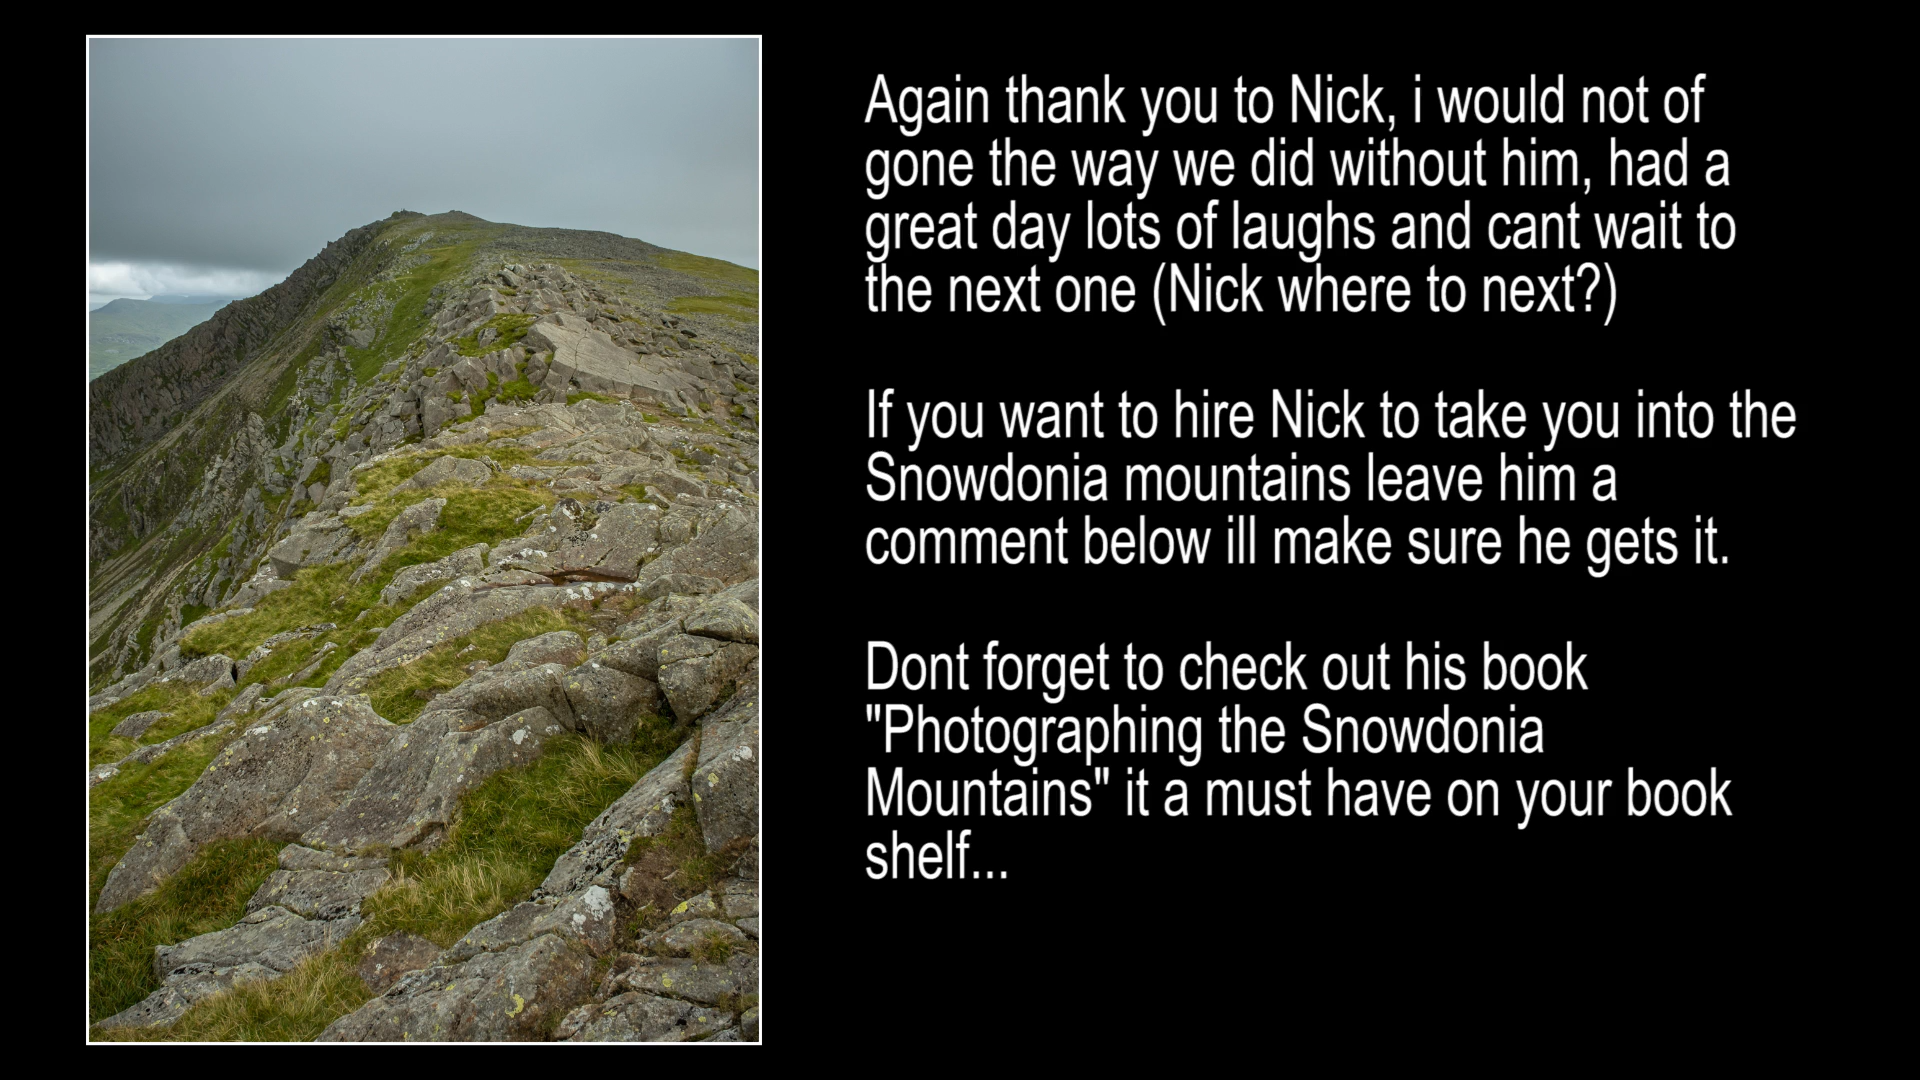 Again thank you to Nick, i would not of
gone the way we did without him, had a
great day lots of laughs and cant wait to
the next one (Nick where to next?)
If you want to hire Nick to take you into the
Snowdonia mountains leave him a
comment below ill make sure he gets it.
Dont forget to check out his book
"Photographing the Snowdonia
Mountains" it a must have on your book
shelf...